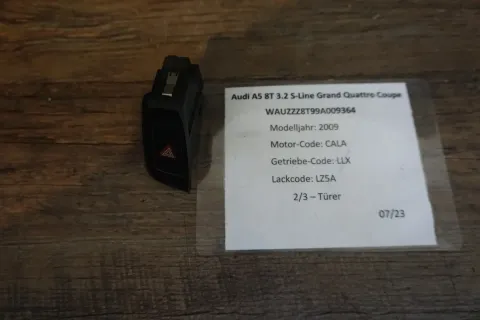 Audi A5 8T 3.2 S-Line Grand Quattro Coupe
WAUZZZ8T99A009364
Modelljahr: 2009
Motor-Code: CALA
Getriebe-Code: LLX
Lackcode: LZ5A
2/3 – Türer
07/23